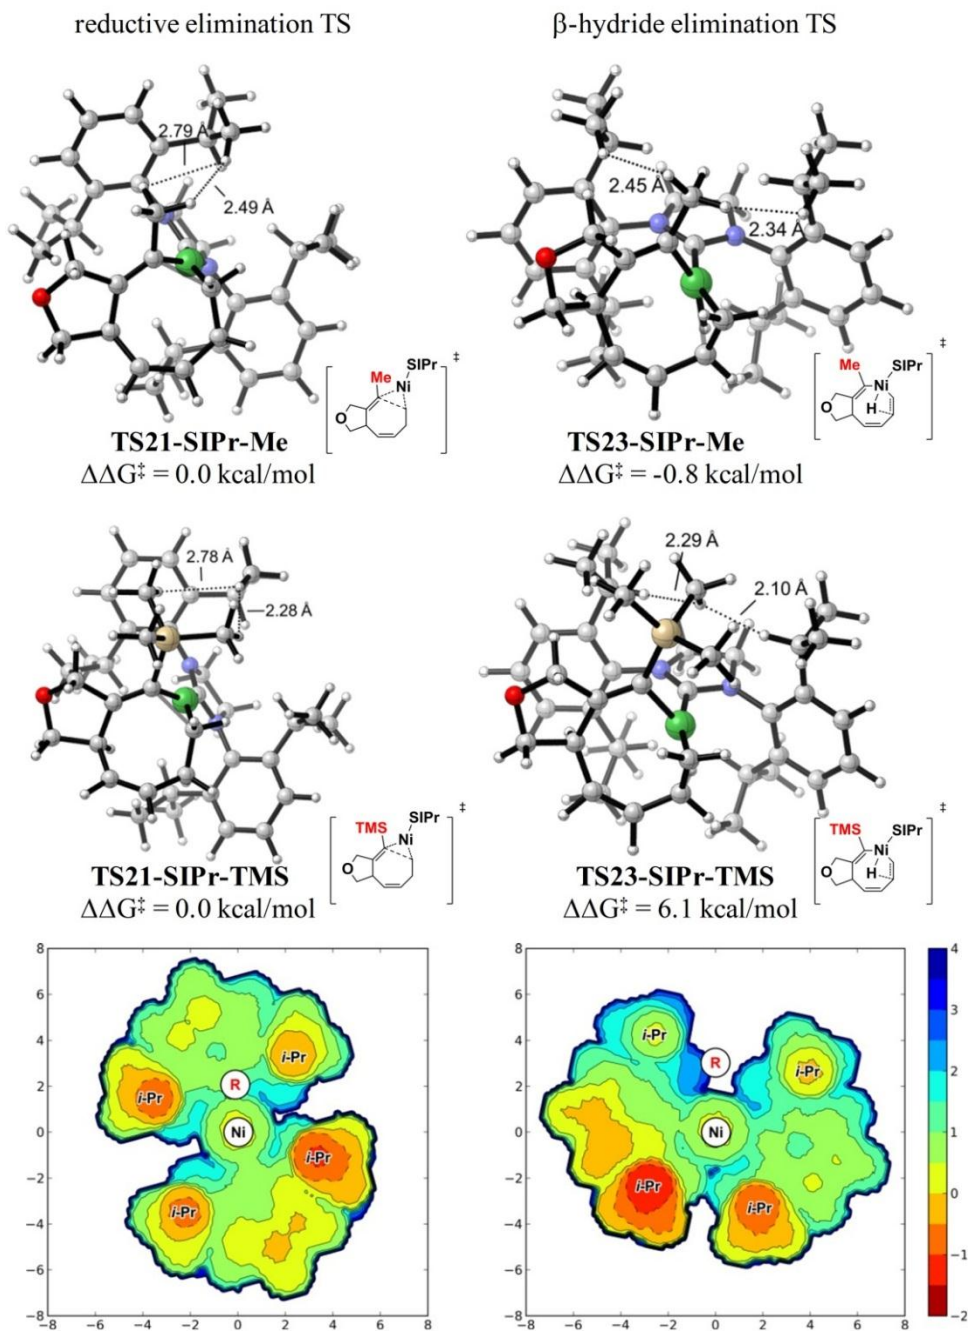 reductive elimination TS
β-hydride elimination TS
2.79 Å
2.49 Å
2.45 Å
2.34 Å
Me
SIPr
Ni
O
‡
Me
SIPr
Ni
H
O
‡
TS21-SIPr-Me
ΔΔG‡ = 0.0 kcal/mol
TS23-SIPr-Me
ΔΔG‡ = -0.8 kcal/mol
2.78 Å
2.28 Å
2.29 Å
2.10 Å
TMS
SIPr
Ni
O
‡
TMS
SIPr
Ni
H
O
‡
TS21-SIPr-TMS
ΔΔG‡ = 0.0 kcal/mol
TS23-SIPr-TMS
ΔΔG‡ = 6.1 kcal/mol
8
6
4
2
0
−2
−4
−6
−8
i-Pr
R
i-Pr
Ni
i-Pr
i-Pr
−8 −6 −4 −2 0 2 4 6 8
8
6
4
2
0
−2
−4
−6
−8
i-Pr
R
i-Pr
Ni
i-Pr
i-Pr
−8 −6 −4 −2 0 2 4 6 8
4
3
2
1
0
−1
−2